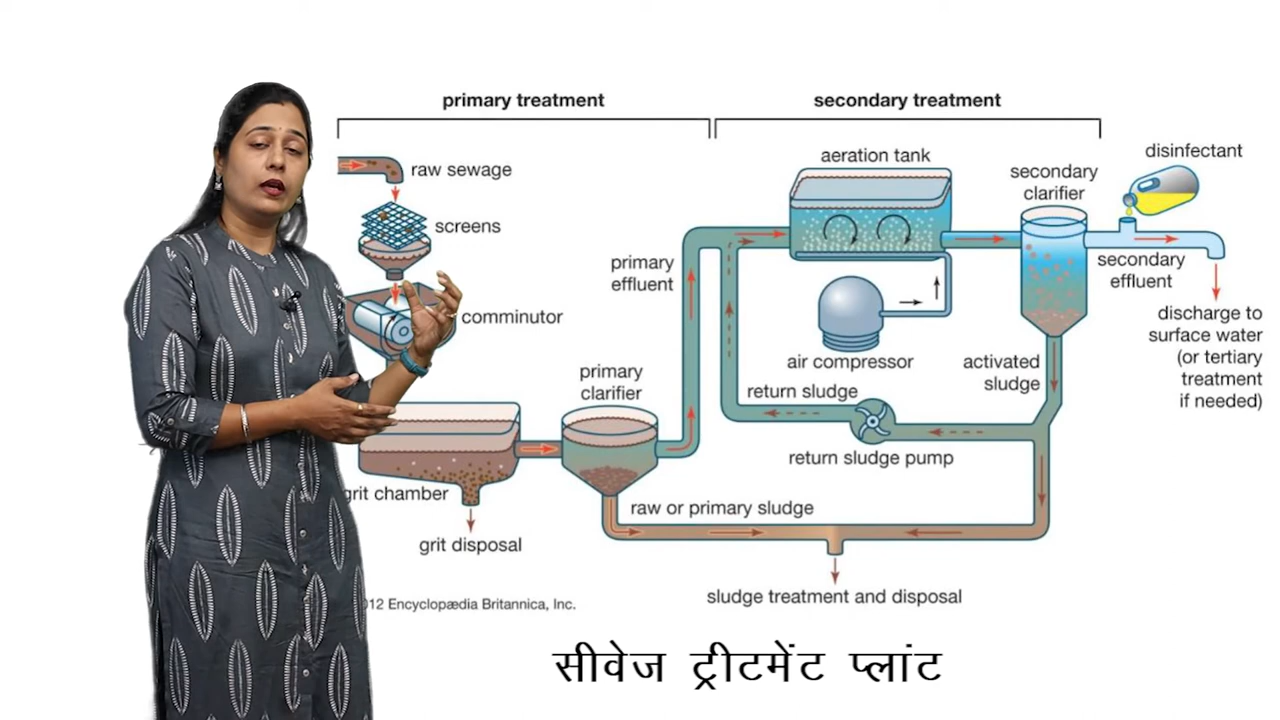 primary treatment
secondary treatment
raw sewage
screens
comminutor
grit chamber
grit disposal
primary
clarifier
raw or primary sludge
primary
effluent
aeration tank
air compressor
return sludge
return sludge pump
secondary
clarifier
activated
sludge
disinfectant
secondary
effluent
discharge to
surface water
(or tertiary
treatment
if needed)
sludge treatment and disposal
12 Encyclopædia Britannica, Inc.
सीवेज ट्रीटमेंट प्लांट